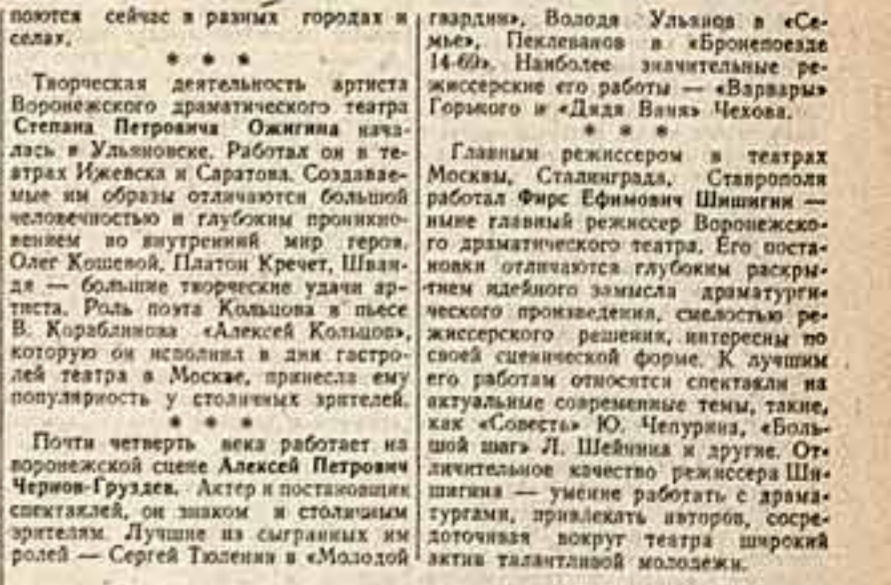 поются сейчас в разных городах и
селах.
* * *
Творческая деятельность артиста
Воронежского драматического театра
Степана Петровича Ожигина нача-
лась в Ульяновске. Работал он в те-
атрах Ижевска и Саратова. Создавае-
мые им образы отличаются большой
человечностью и глубоким проникно-
вением во внутренний мир героя.
Олег Кошевой, Платон Кречет, Шван-
дя — большие творческие удачи ар-
тиста. Роль поэта Кольцова в пьесе
В. Кораблинова «Алексей Кольцов»,
которую он исполнил в дни гастро-
лей театра в Москве, принесла ему
популярность у столичных зрителей.
* * *
Почти четверть века работает на
воронежской сцене Алексей Петрович
Чернов-Груздев. Актер и постановщик
спектаклей, он знаком и столичным
зрителям. Лучшие из сыгранных им
ролей — Сергей Тюленин в «Молодой
гвардии», Володя Ульянов в «Се-
мье», Пеклеванов в «Бронепоезде
14-69». Наиболее значительные ре-
жиссерские его работы — «Варвары»
Горького и «Дядя Ваня» Чехова.
* * *
Главным режиссером в театрах
Москвы, Сталинграда, Ставрополя
работал Фирс Ефимович Шишигин —
ныне главный режиссер Воронежско-
го драматического театра. Его поста-
новки отличаются глубоким раскры-
тием идейного замысла драматурги-
ческого произведения, смелостью ре-
жиссерского решения, интересны по
своей сценической форме. К лучшим
его работам относятся спектакли на
актуальные современные темы, такие,
как «Совесть» Ю. Чепурина, «Боль-
шой шаг» Л. Шейнина и другие. От-
личительное качество режиссера Ши-
шигина — умение работать с драма-
тургами, привлекать авторов, сосре-
доточивая вокруг театра широкий
актив талантливой молодежи.